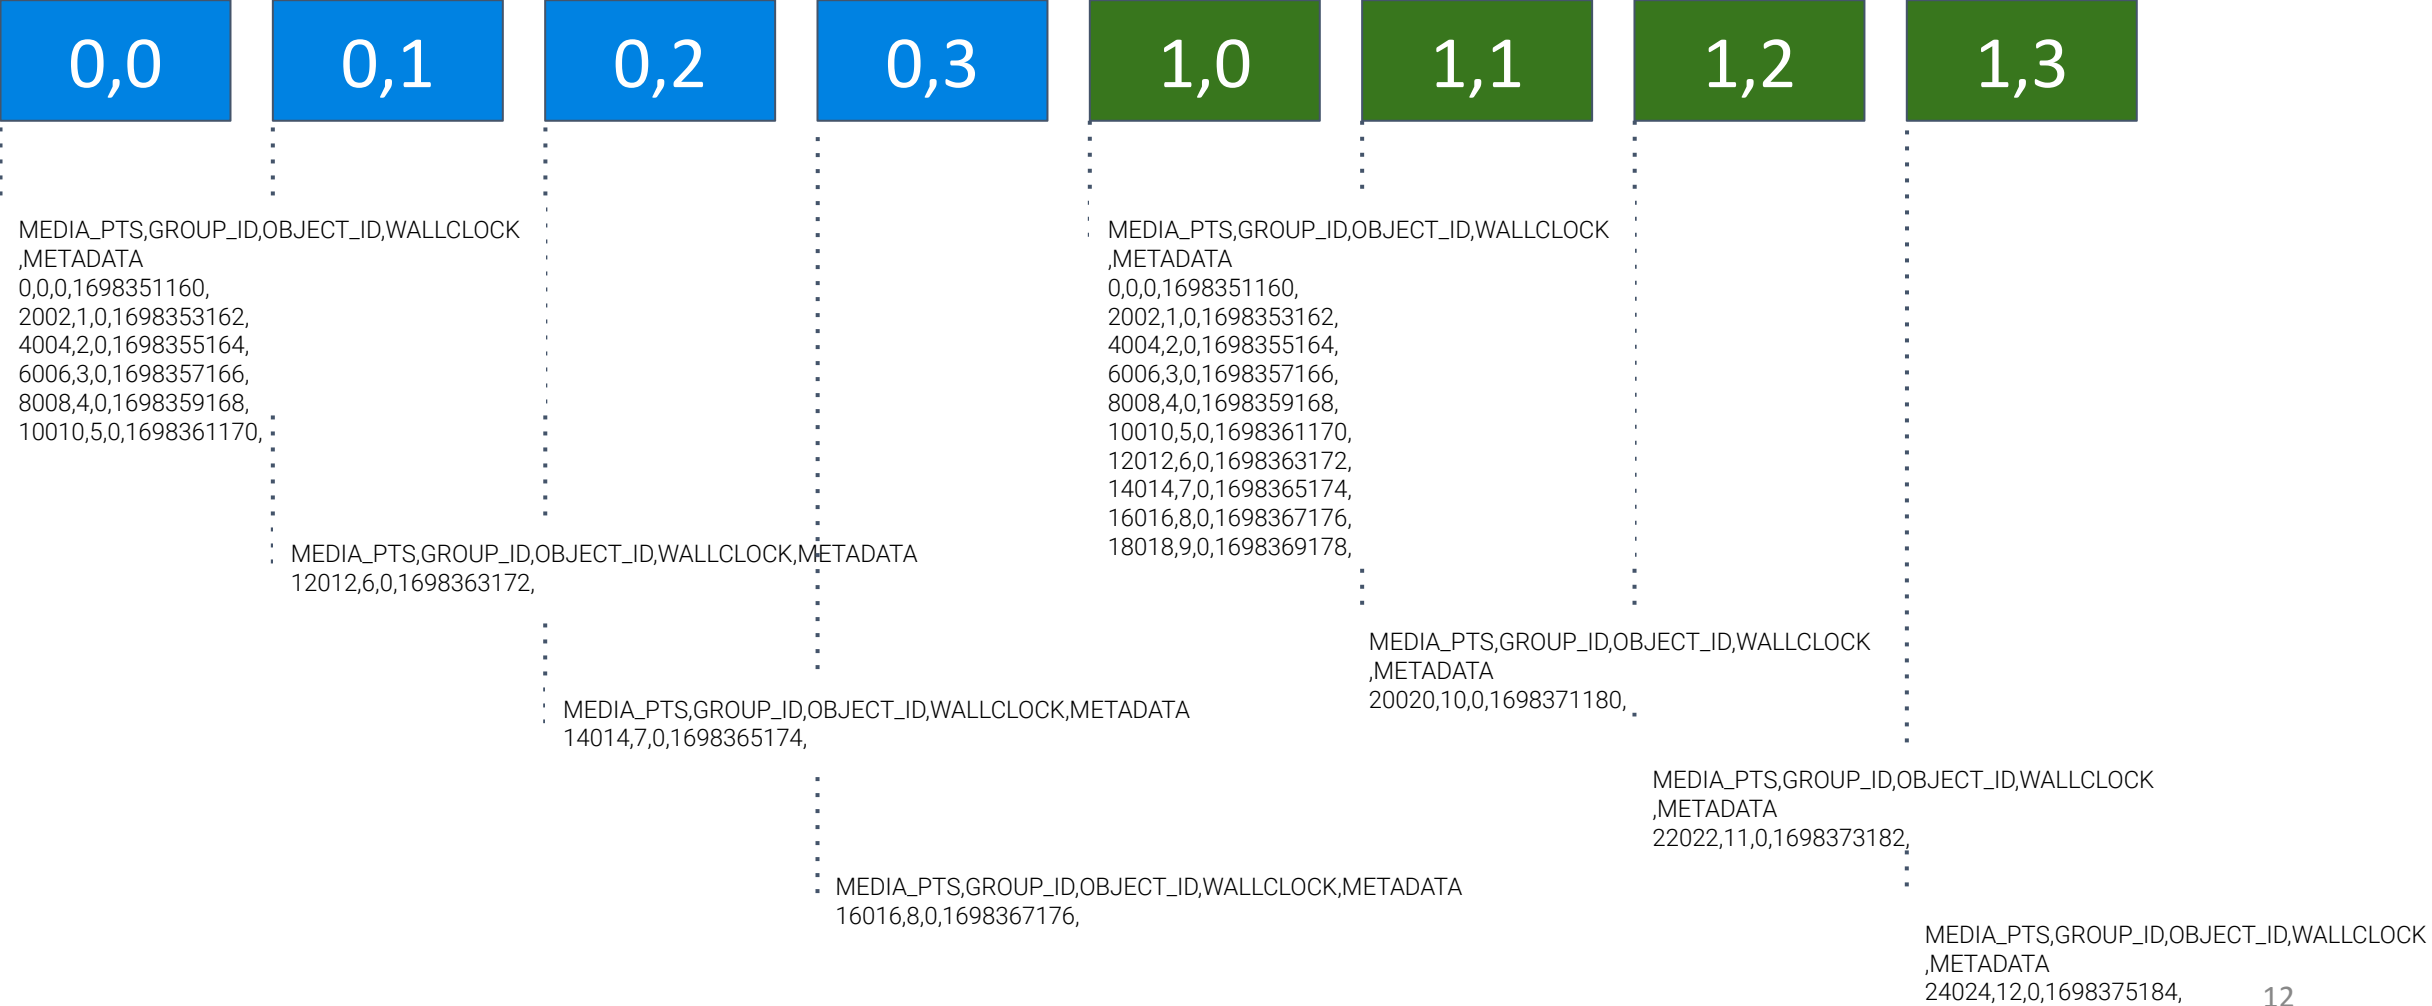 0,0
0,1
0,2
0,3
1,0
1,1
1,2
1,3
MEDIA_PTS,GROUP_ID,OBJECT_ID,WALLCLOCK
,METADATA
0,0,0,1698351160,
2002,1,0,1698353162,
4004,2,0,1698355164,
6006,3,0,1698357166,
8008,4,0,1698359168,
10010,5,0,1698361170,
MEDIA_PTS,GROUP_ID,OBJECT_ID,WALLCLOCK,METADATA
12012,6,0,1698363172,
MEDIA_PTS,GROUP_ID,OBJECT_ID,WALLCLOCK,METADATA
14014,7,0,1698365174,
MEDIA_PTS,GROUP_ID,OBJECT_ID,WALLCLOCK,METADATA
16016,8,0,1698367176,
MEDIA_PTS,GROUP_ID,OBJECT_ID,WALLCLOCK
,METADATA
0,0,0,1698351160,
2002,1,0,1698353162,
4004,2,0,1698355164,
6006,3,0,1698357166,
8008,4,0,1698359168,
10010,5,0,1698361170,
12012,6,0,1698363172,
14014,7,0,1698365174,
16016,8,0,1698367176,
18018,9,0,1698369178,
MEDIA_PTS,GROUP_ID,OBJECT_ID,WALLCLOCK
,METADATA
20020,10,0,1698371180,
MEDIA_PTS,GROUP_ID,OBJECT_ID,WALLCLOCK
,METADATA
22022,11,0,1698373182,
MEDIA_PTS,GROUP_ID,OBJECT_ID,WALLCLOCK
,METADATA
24024,12,0,1698375184,
12